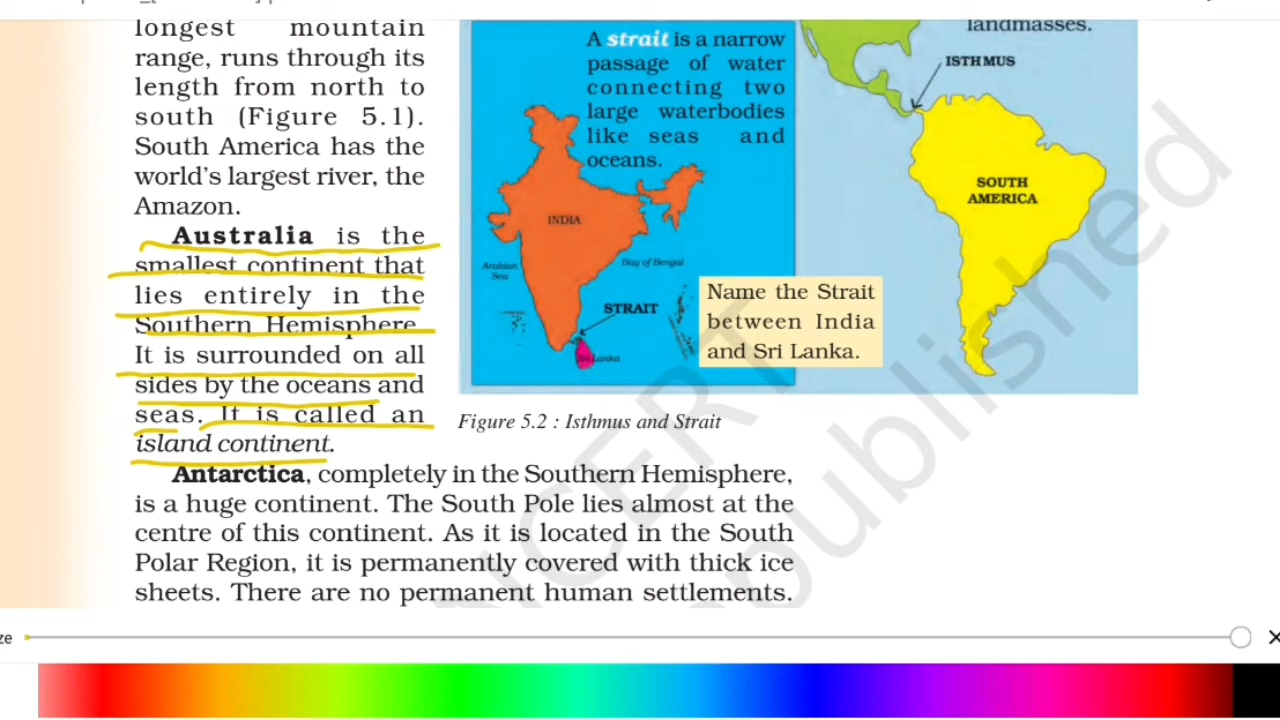 longest mountain
range, runs through its
length from north to
south (Figure 5.1).
South America has the
world's largest river, the
Amazon.
Australia is the
smallest continent that
lies entirely in the
Southern Hemisphere
It is surrounded on all
sides by the oceans and
seas. It is called an
island continent.
A strait is a narrow
passage of water
connecting two
large waterbodies
like seas and
oceans.
INDIA
Arabian
Sea
Bay of Bengal
STRAIT
Sri Lanka
Name the Strait
between India
and Sri Lanka.
landmasses.
ISTHMUS
SOUTH
AMERICA
Figure 5.2 : Isthmus and Strait
Antarctica, completely in the Southern Hemisphere,
is a huge continent. The South Pole lies almost at the
centre of this continent. As it is located in the South
Polar Region, it is permanently covered with thick ice
sheets. There are no permanent human settlements.
NCERT
published
ze